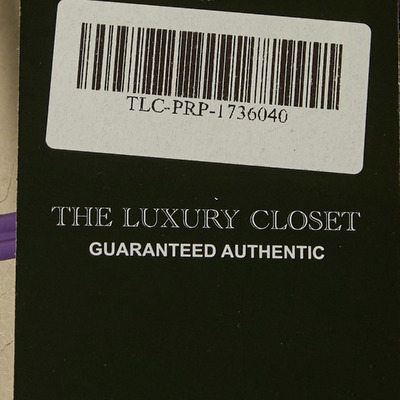 TLC-PRP-1736040
THE LUXURY CLOSET
GUARANTEED AUTHENTIC